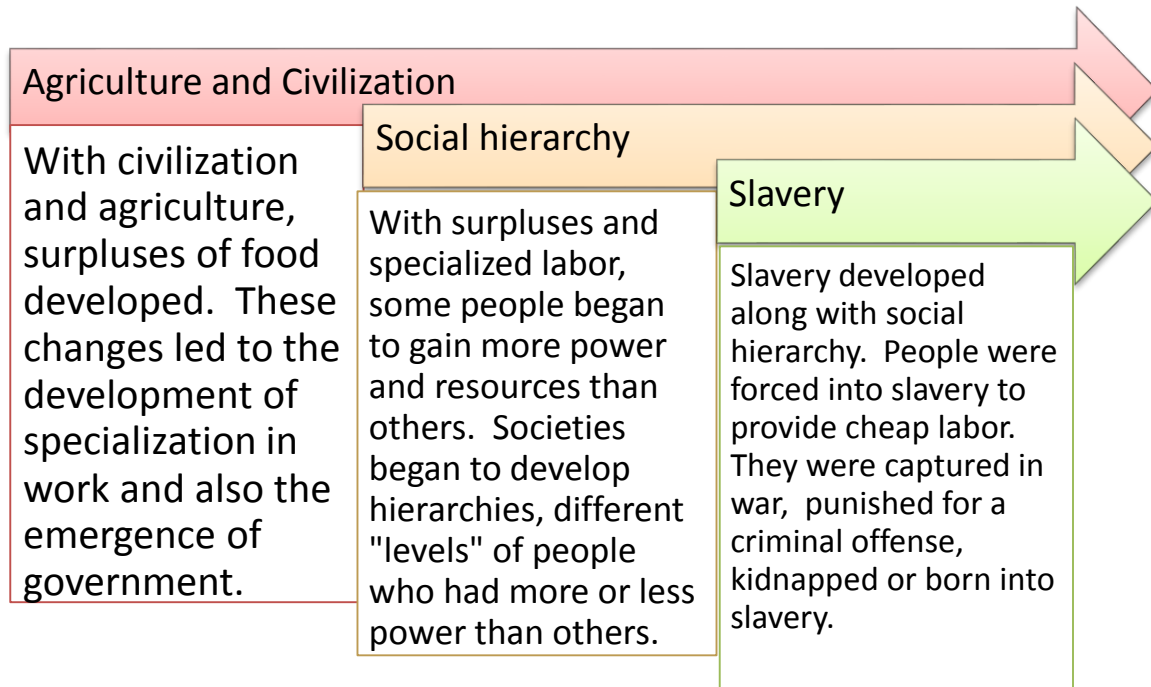 Agriculture and Civilization
With civilization
and agriculture,
surpluses of food
developed.  These
changes led to the
development of
specialization in
work and also the
emergence of
government.
Social hierarchy
With surpluses and
specialized labor,
some people began
to gain more power
and resources than
others.  Societies
began to develop
hierarchies, different
"levels" of people
who had more or less
power than others.
Slavery
Slavery developed
along with social
hierarchy.  People were
forced into slavery to
provide cheap labor.
They were captured in
war,  punished for a
criminal offense,
kidnapped or born into
slavery.